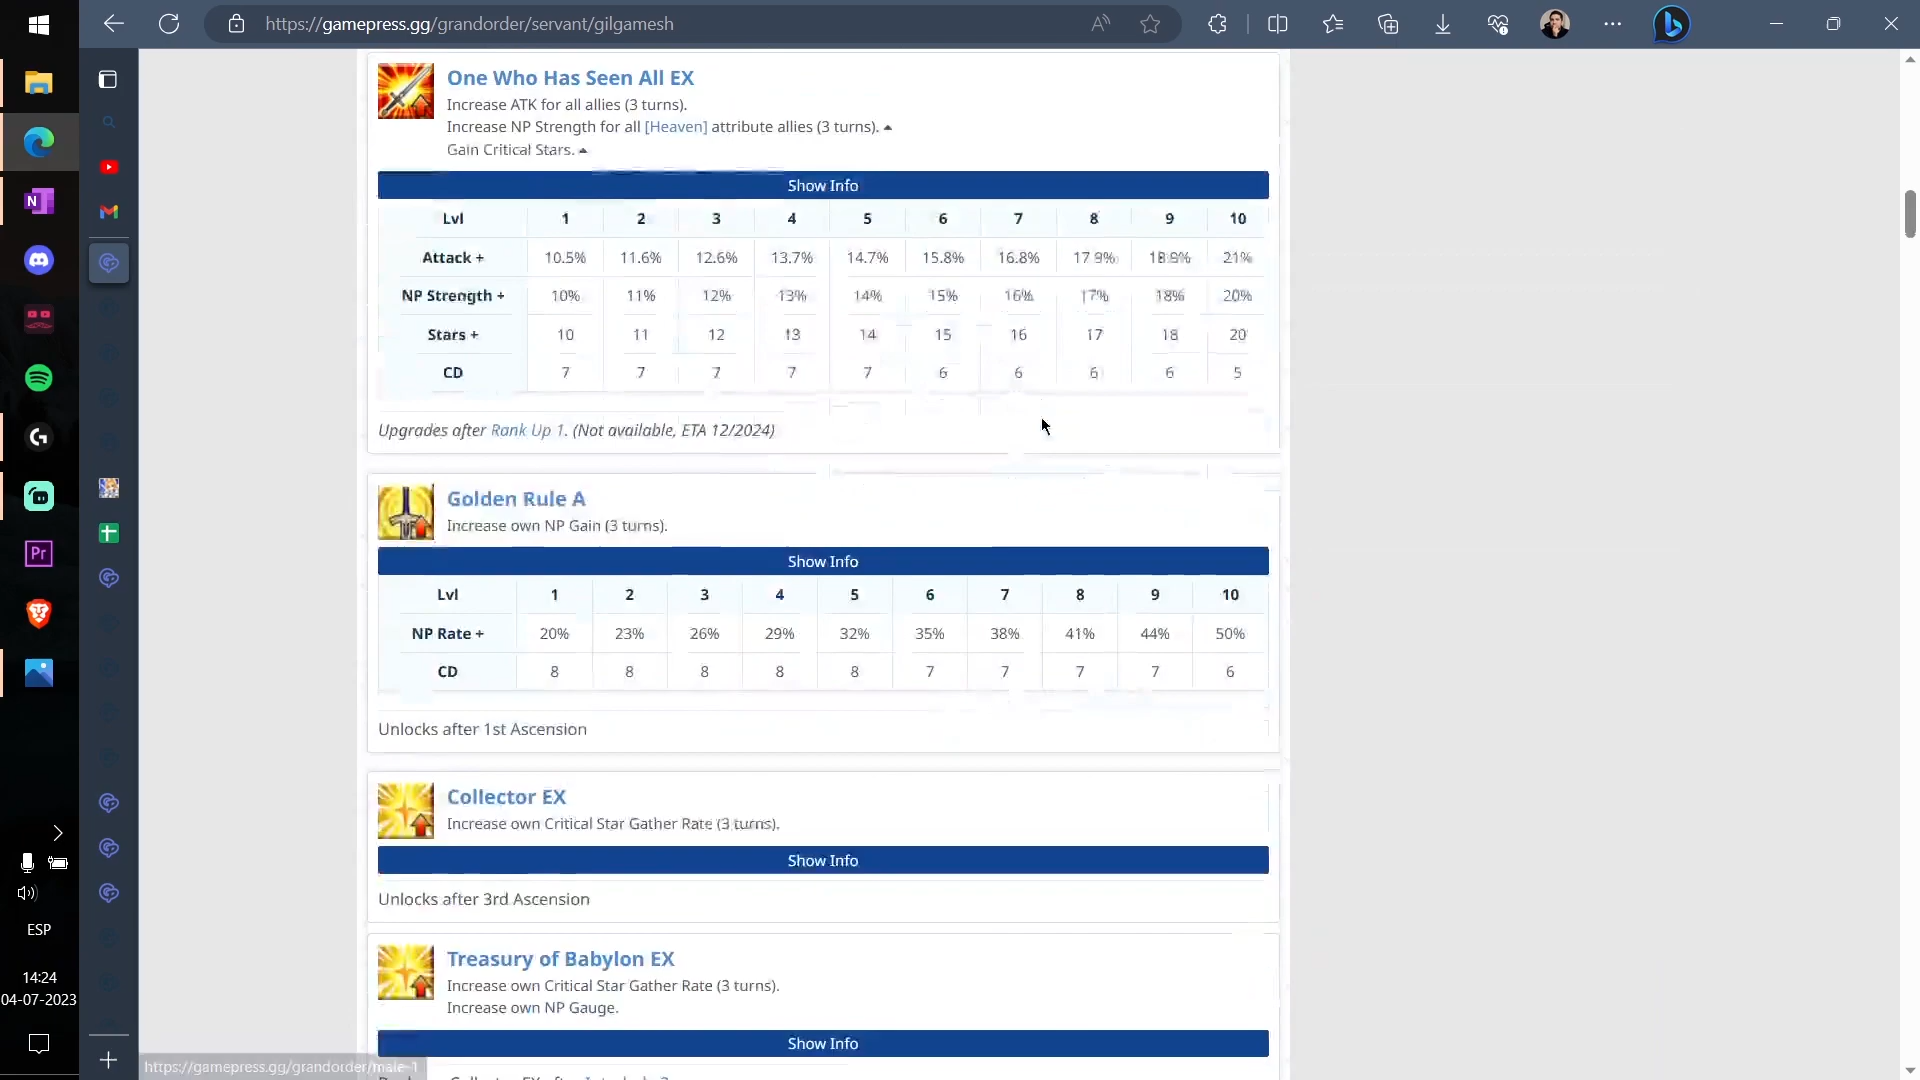 https://gamepress.gg/grandorder/servant/gilgamesh
One Who Has Seen All EX
Increase ATK for all allies (3 turns).
Increase NP Strength for all [Heaven] attribute allies (3 turns).
Gain Critical Stars.
Show Info
Lvl 1 2 3 4 5 6 7 8 9 10
Attack + 10.5% 11.6% 12.6% 13.7% 14.7% 15.8% 16.8% 17.9% 18.9% 21%
NP Strength + 10% 11% 12% 13% 14% 15% 16% 17% 18% 20%
Stars + 10 11 12 13 14 15 16 17 18 20
CD 7 7 7 7 7 6 6 6 6 5
Upgrades after Rank Up 1. (Not available, ETA 12/2024)
Golden Rule A
Increase own NP Gain (3 turns).
Show Info
Lvl 1 2 3 4 5 6 7 8 9 10
NP Rate + 20% 23% 26% 29% 32% 35% 38% 41% 44% 50%
CD 8 8 8 8 8 7 7 7 7 6
Unlocks after 1st Ascension
Collector EX
Increase own Critical Star Gather Rate (3 turns).
Show Info
Unlocks after 3rd Ascension
Treasury of Babylon EX
Increase own Critical Star Gather Rate (3 turns).
Increase own NP Gauge.
Show Info
https://gamepress.gg/grandorder/male-1
N
Pr
ESP
14:24
04-07-2023